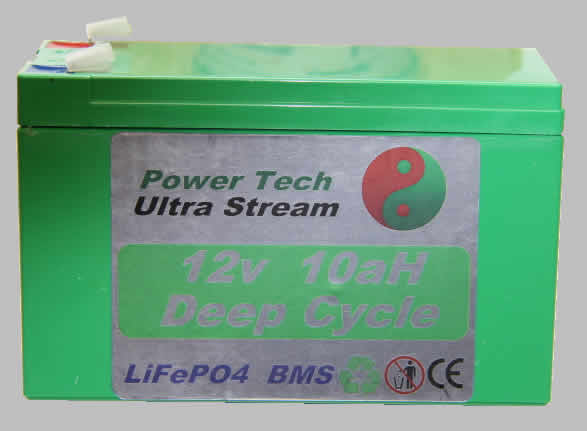 Power Tech
Ultra Stream
12v 10aH
Deep Cycle
LiFePO4 BMS CE